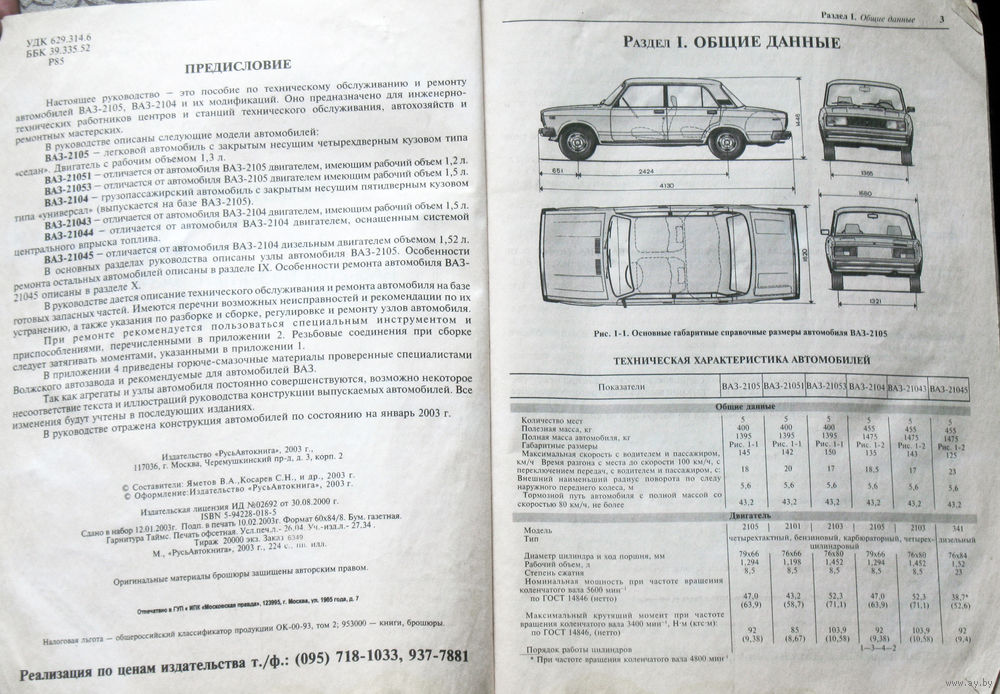 УДК 629.314.6
ББК 39.335.52
Р85
ПРЕДИСЛОВИЕ
Настоящее руководство – это пособие по техническому обслуживанию и ремонту
автомобилей ВАЗ-2105, ВАЗ-2104 и их модификаций. Оно предназначено для инженерно-
технических работников центров и станций технического обслуживания, автохозяйств и
ремонтных мастерских.
В руководстве описаны следующие модели автомобилей:
ВАЗ-2105 – легковой автомобиль с закрытым несущим четырехдверным кузовом типа
«седан». Двигатель с рабочим объемом 1,3 л.
ВАЗ-21051 – отличается от автомобиля ВАЗ-2105 двигателем, имеющим рабочий объем 1,2 л.
ВАЗ-21053 – отличается от автомобиля ВАЗ-2105 двигателем имеющим рабочий объем 1,5 л.
ВАЗ-2104 – грузопассажирский автомобиль с закрытым несущим пятидверным кузовом
типа «универсал» (выпускается на базе ВАЗ-2105).
ВАЗ-21043 – отличается от автомобиля ВАЗ-2104 двигателем, имеющим рабочий объем 1,5 л.
ВАЗ-21044 – отличается от автомобиля ВАЗ-2104 двигателем, оснащенным системой
центрального впрыска топлива.
ВАЗ-21045 – отличается от автомобиля ВАЗ-2104 дизельным двигателем объемом 1,52 л.
В основных разделах руководства описаны узлы автомобиля ВАЗ-2105. Особенности
ремонта остальных автомобилей описаны в разделе IX. Особенности ремонта автомобиля ВАЗ-
21045 описаны в разделе X.
В руководстве дается описание технического обслуживания и ремонта автомобиля на базе
готовых запасных частей. Имеются перечни возможных неисправностей и рекомендации по их
устранению, а также указания по разборке и сборке, регулировке и ремонту узлов автомобиля.
При ремонте рекомендуется пользоваться специальным инструментом и
приспособлениями, перечисленными в приложении 2. Резьбовые соединения при сборке
следует затягивать моментами, указанными в приложении 1.
В приложении 4 приведены горюче-смазочные материалы проверенные специалистами
Волжского автозавода и рекомендуемые для автомобилей ВАЗ.
Так как агрегаты и узлы автомобиля постоянно совершенствуются, возможно некоторое
несоответствие текста и иллюстраций руководства конструкции выпускаемых автомобилей. Все
изменения будут учтены в последующих изданиях.
В руководстве отражена конструкция автомобилей по состоянию на январь 2003 г.
Издательство «РусьАвтокнига», 2003 г.,
117036, г. Москва, Черемушкинский пр-д, д. 3, корп. 2
© Составители: Яметов В.А.,Косарев С.Н., и др., 2003 г.
© Оформление:Издательство «РусьАвтокнига», 2003 г.
Издательская лицензия ИД №02692 от 30.08.2000 г.
ISBN 5-94228-018-5
Сдано в набор 12.01.2003г. Подп. в печать 10.02.2003г. Формат 60х84/8. Бум. газетная.
Гарнитура Таймс. Печать офсетная. Усл.печ.л.- 26,04. Уч.-изд.л.- 27,34 .
Тираж 20000 экз. Заказ 6349
М., «РусьАвтокнига», 2003 г., 224 с., пл. илл.
Оригинальные материалы брошюры защищены авторским правом.
Отпечатано в ГУП « ИПК «Московская правда», 123995, г. Москва, ул. 1905 года, д. 7
Налоговая льгота – общероссийский классификатор продукции ОК-00-93, том 2; 953000 — книги, брошюры.
Реализация по ценам издательства т./ф.: (095) 718-1033, 937-7881
Раздел I. Общие данные 3
Раздел I. ОБЩИЕ ДАННЫЕ
1446
651 2424
4130
1365
1680
1620
1321
Рис. 1-1. Основные габаритные справочные размеры автомобиля ВАЗ-2105
ТЕХНИЧЕСКАЯ ХАРАКТЕРИСТИКА АВТОМОБИЛЕЙ
Показатели ВАЗ-2105 ВАЗ-21051 ВАЗ-21053 ВАЗ-2104 ВАЗ-21043 ВАЗ-21045
Общие данные
Количество мест 5 5 5 5 5 5
Полезная масса, кг 400 400 400 455 455 455
Полная масса автомобиля, кг 1395 1395 1395 1475 1475 1475
Габаритные размеры Рис. 1-1 Рис. 1-1 Рис. 1-1 Рис. 1-2 Рис. 1-2 Рис. 1-2
Максимальная скорость с водителем и пассажиром, 145 142 150 135 143 125
км/ч Время разгона с места до скорости 100 км/ч, с
переключением передач, с водителем и пассажиром, с: 18 20 17 18,5 17 23
Внешний наименьший радиус поворота по следу
наружного переднего колеса, м 5,6 5,6 5,6 5,6 5,6 5,6
Тормозной путь автомобиля с полной массой со
скоростью 80 км/ч, не более 43,2 43,2 43,2 43,2 43,2 43,2
Двигатель
Модель 2105 2101 2103 2105 2103 341
Тип четырехтактный, бензиновый, карбюраторный, четырех- дизельный
цилиндровый
Диаметр цилиндра и ход поршня, мм 79х66 76х66 76х80 79х66 76х80 76х84
Рабочий объем, л 1,294 1,198 1,452 1,294 1,452 1,52
Степень сжатия 8,5 8,5 8,5 8,5 8,5 23
Номинальная мощность при частоте вращения
коленчатого вала 5600 мин⁻¹
по ГОСТ 14846 (нетто) 47,0 43,2 52,3 47,0 52,3 38,7*
(63,9) (58,7) (71,1) (63,9) (71,1) (52,6)
Максимальный крутящий момент при частоте
вращения коленчатого вала 3400 мин⁻¹, Н·м (кгс·м):
по ГОСТ 14846, (нетто) 92 85 103,9 92 103,9 92
(9,38) (8,67) (10,58) (9,38) (10,58) (9,4)
Порядок работы цилиндров 1—3—4—2
* При частоте вращения коленчатого вала 4800 мин⁻¹
www.ay.by